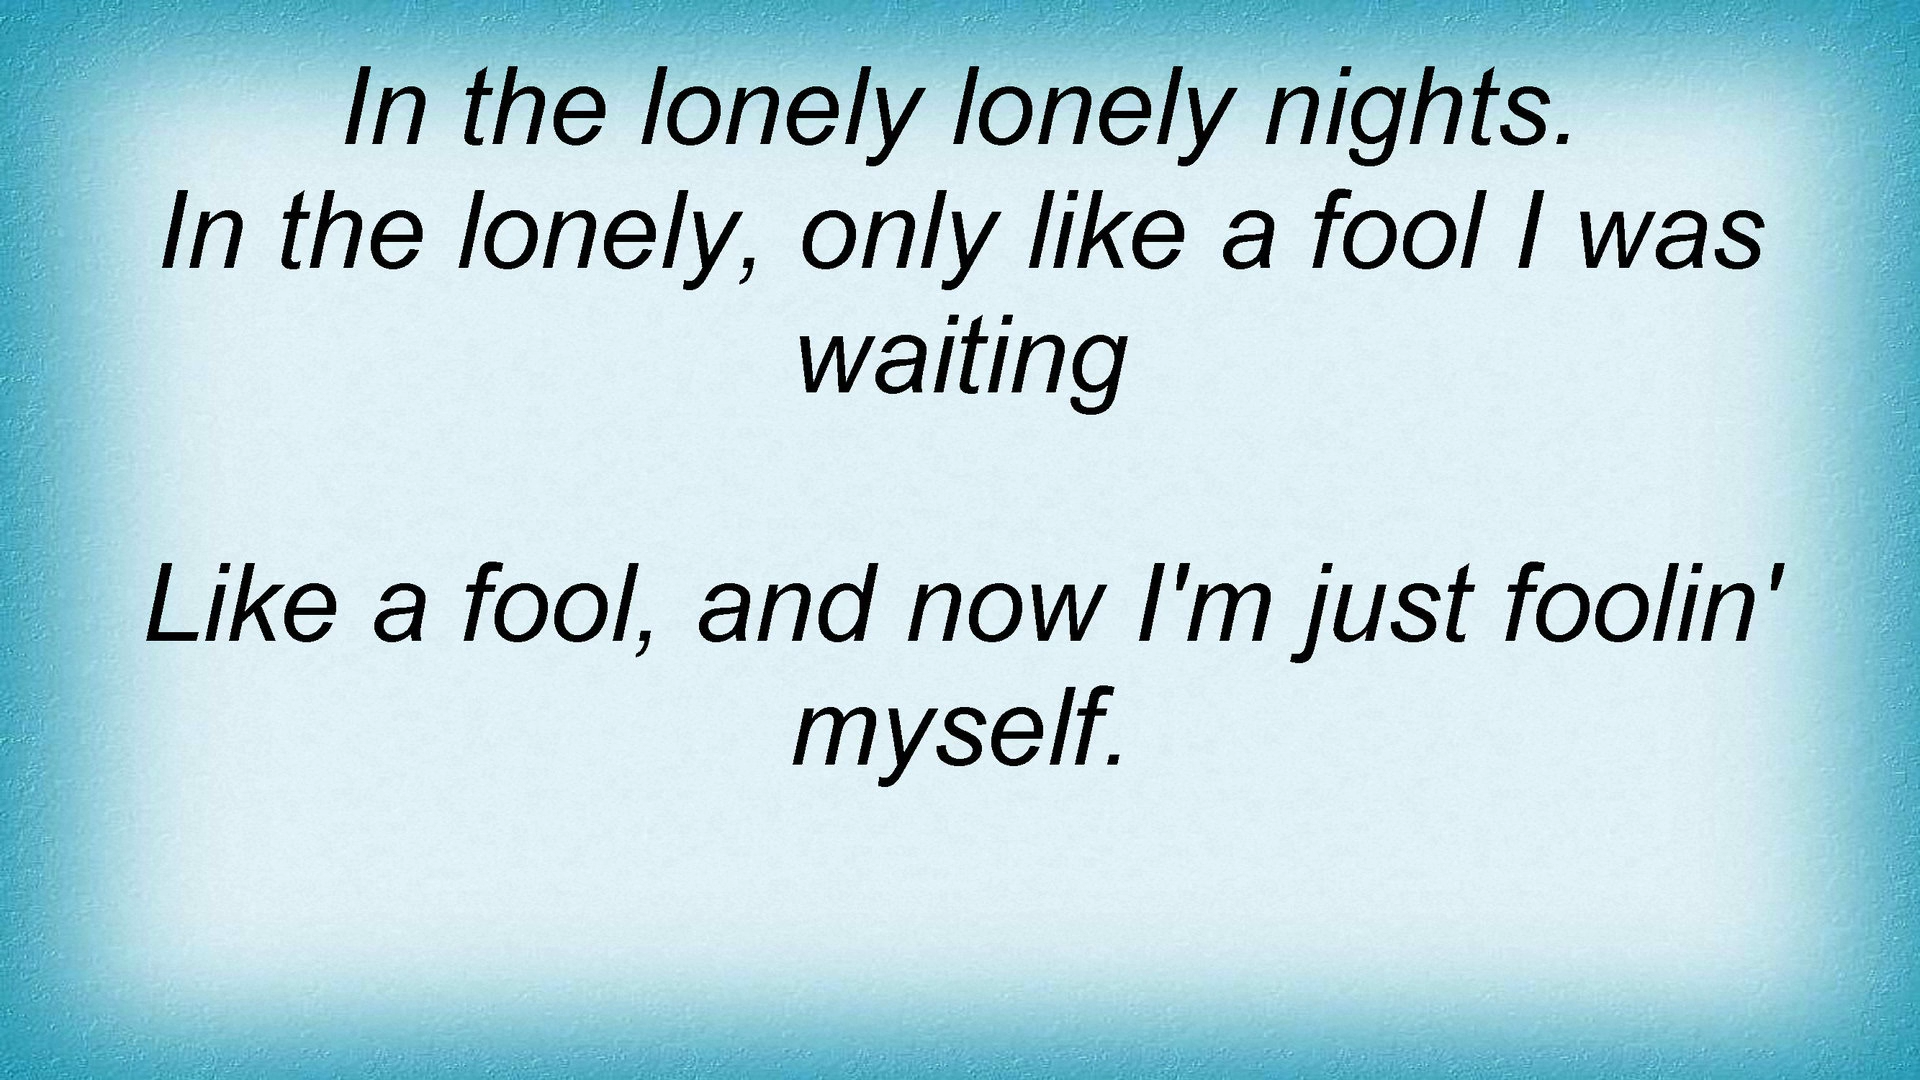 In the lonely lonely nights.
In the lonely, only like a fool I was
waiting
Like a fool, and now I'm just foolin'
myself.